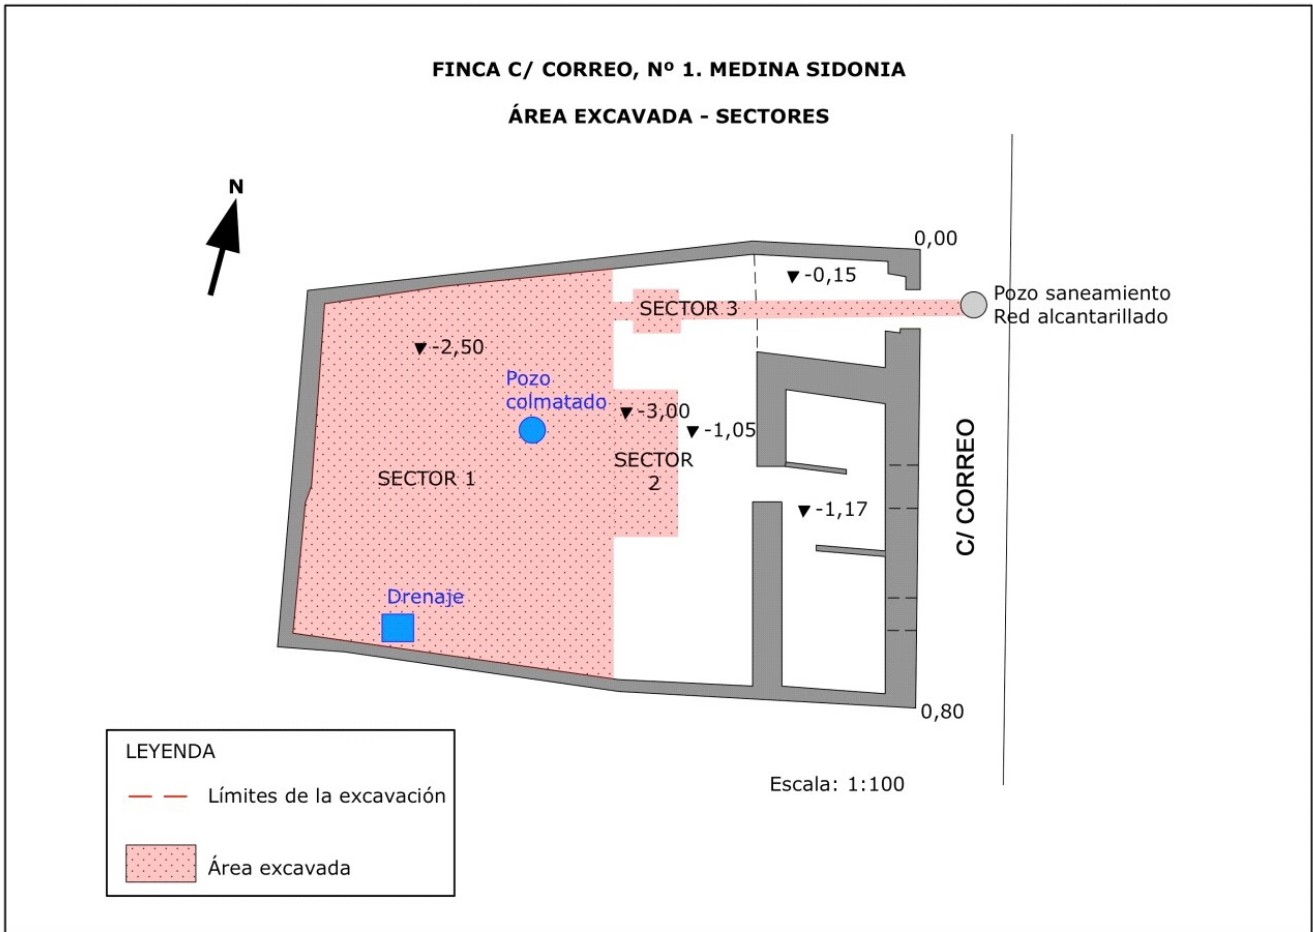 FINCA C/ CORREO, Nº 1. MEDINA SIDONIA
ÁREA EXCAVADA - SECTORES
N
0,00
-0,15
Pozo saneamiento
Red alcantarillado
SECTOR 3
-2,50
Pozo
colmatado
-3,00
-1,05
SECTOR
2
SECTOR 1
-1,17
C/ CORREO
Drenaje
0,80
LEYENDA
Límites de la excavación
Área excavada
Escala: 1:100